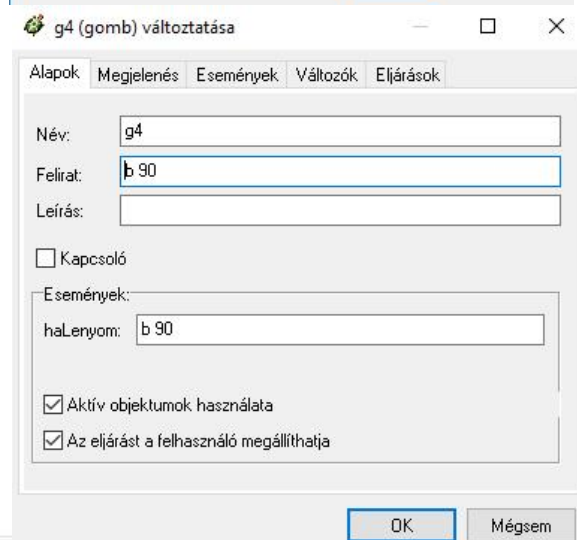 g4 (gomb) változtatása
Alapok Megjelenés Események Változók Eljárások
Név: g4
Felirat: b 90
Leírás:
Kapcsoló
Események:
haLenyom: b 90
Aktív objektumok használata
Az eljárást a felhasználó megállíthatja
OK Mégsem